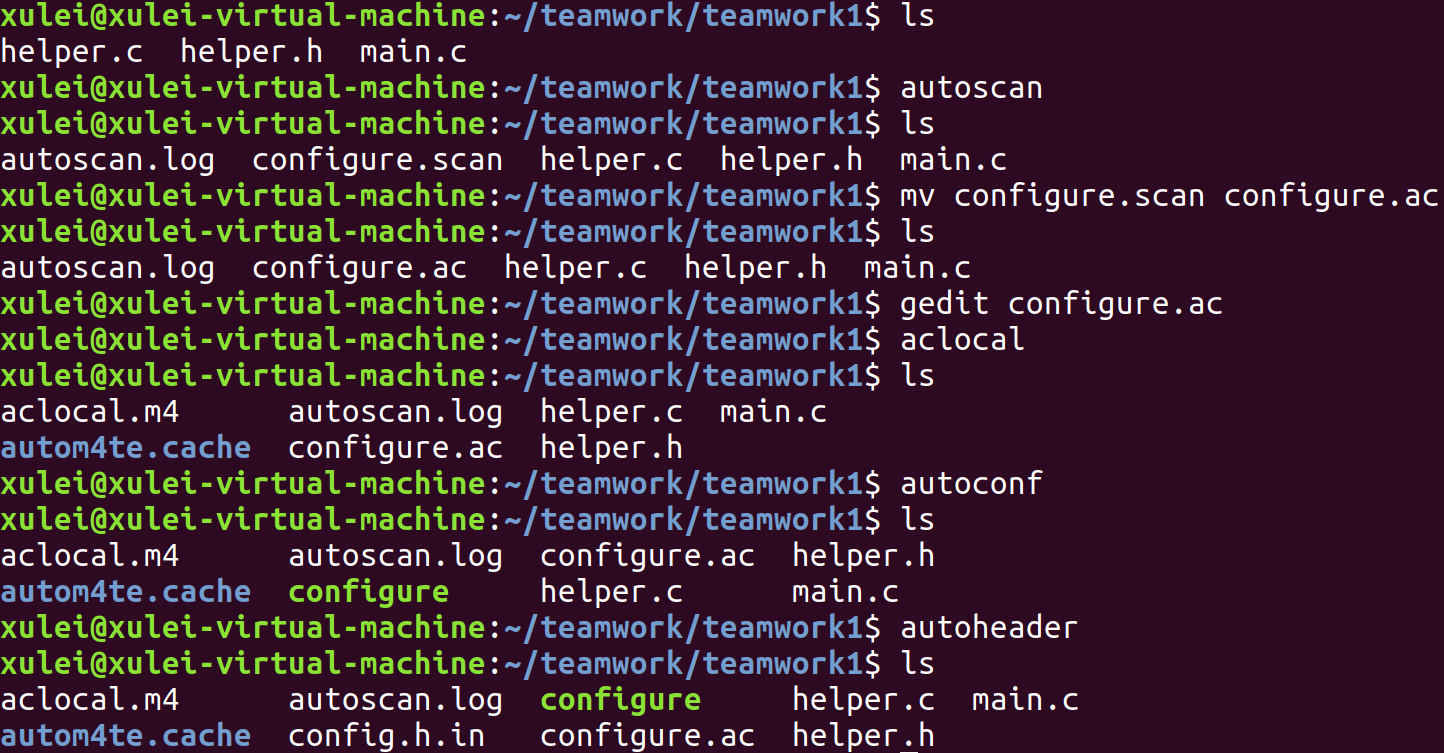 xulei@xulei-virtual-machine:~/teamwork/teamwork1$ ls
helper.c  helper.h  main.c
xulei@xulei-virtual-machine:~/teamwork/teamwork1$ autoscan
xulei@xulei-virtual-machine:~/teamwork/teamwork1$ ls
autoscan.log  configure.scan  helper.c  helper.h  main.c
xulei@xulei-virtual-machine:~/teamwork/teamwork1$ mv configure.scan configure.ac
xulei@xulei-virtual-machine:~/teamwork/teamwork1$ ls
autoscan.log  configure.ac  helper.c  helper.h  main.c
xulei@xulei-virtual-machine:~/teamwork/teamwork1$ gedit configure.ac
xulei@xulei-virtual-machine:~/teamwork/teamwork1$ aclocal
xulei@xulei-virtual-machine:~/teamwork/teamwork1$ ls
aclocal.m4      autoscan.log  helper.c  main.c
autom4te.cache  configure.ac  helper.h
xulei@xulei-virtual-machine:~/teamwork/teamwork1$ autoconf
xulei@xulei-virtual-machine:~/teamwork/teamwork1$ ls
aclocal.m4      autoscan.log  configure.ac  helper.h
autom4te.cache  configure     helper.c      main.c
xulei@xulei-virtual-machine:~/teamwork/teamwork1$ autoheader
xulei@xulei-virtual-machine:~/teamwork/teamwork1$ ls
aclocal.m4      autoscan.log  configure     helper.c  main.c
autom4te.cache  config.h.in   configure.ac  helper.h